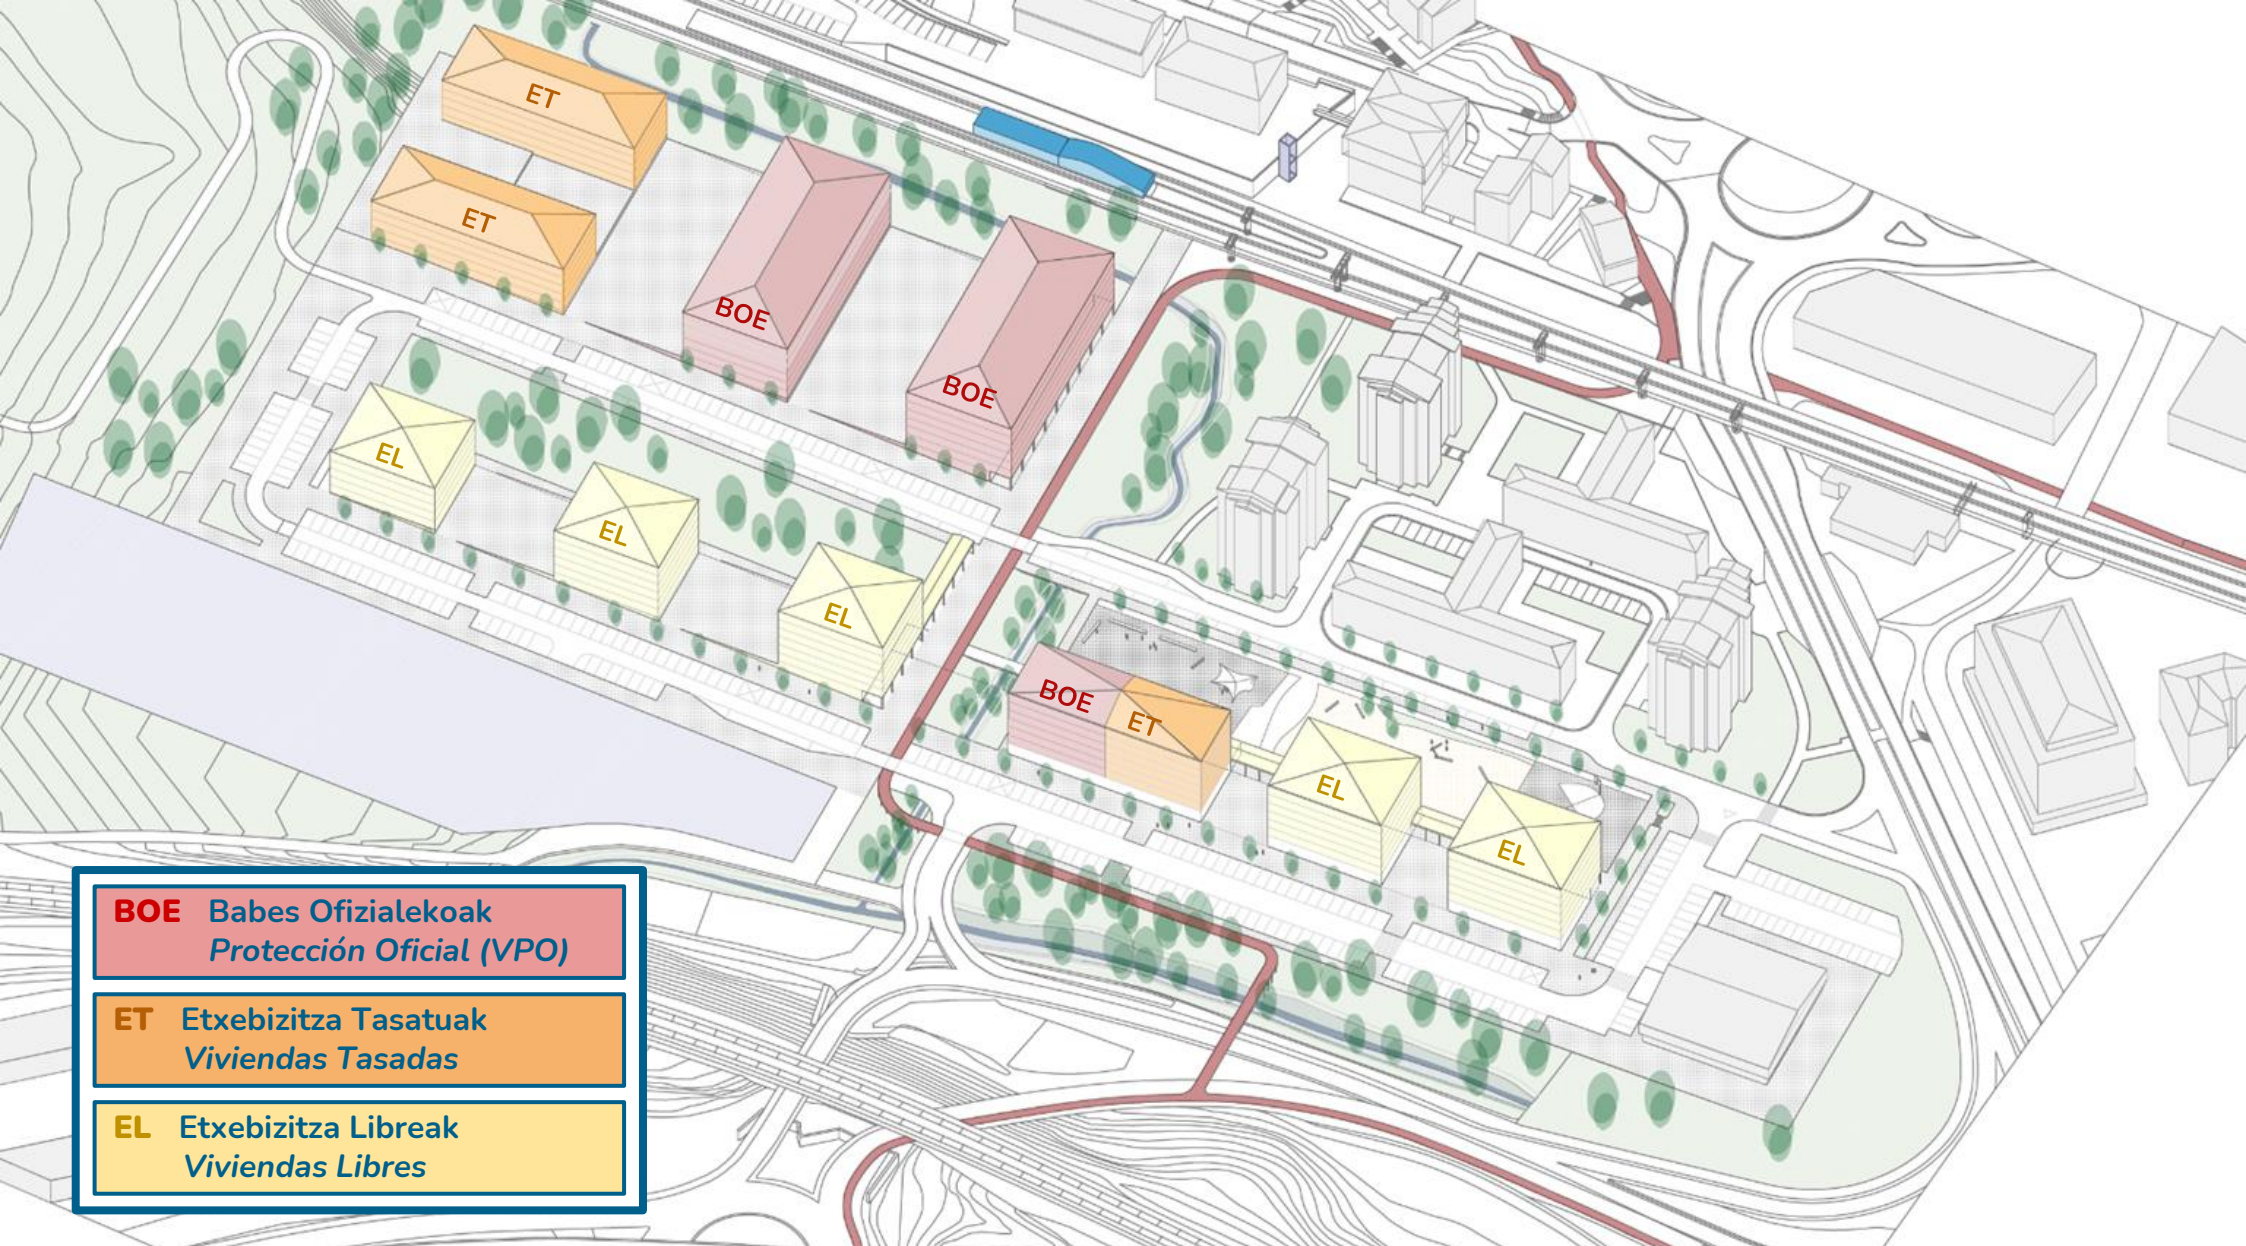 ET
ET
BOE
BOE
EL
EL
EL
BOE
ET
EL
EL
BOE Babes Ofizialekoak
Protección Oficial (VPO)
ET Etxebizitza Tasatuak
Viviendas Tasadas
EL Etxebizitza Libreak
Viviendas Libres